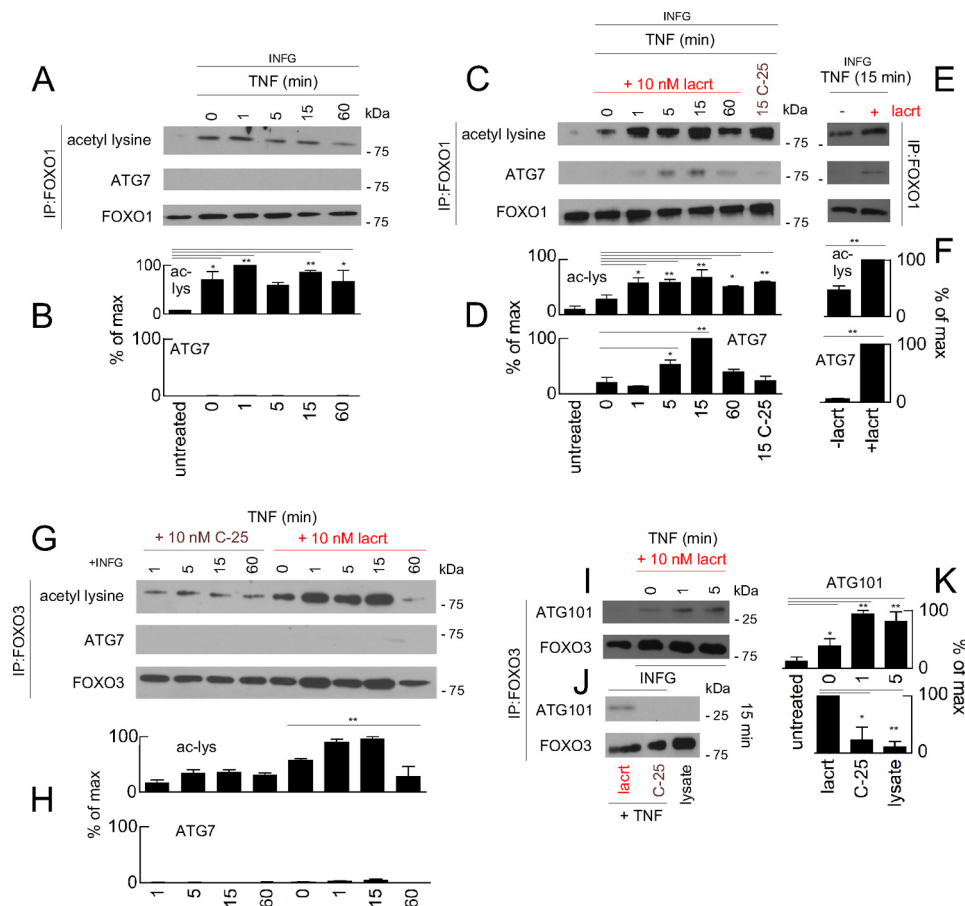 A
INFG
TNF (min)
0 1 5 15 60 kDa
IP:FOXO1
acetyl lysine
- 75
ATG7
FOXO1
- 75
B
% of max
100
ac-lys
* ** ** *
0
100
ATG7
0
untreated 0 1 5 15 60
C
INFG
TNF (min)
+ 10 nM lacrt
15 C-25
0 1 5 15 60 kDa
IP:FOXO1
acetyl lysine
- 75
ATG7
FOXO1
- 75
D
% of max
100
ac-lys
* ** ** * **
0
100
ATG7
* **
0
untreated 0 1 5 15 60 15 C-25
E
INFG
TNF (15 min)
- + lacrt
IP:FOXO1
F
**
ac-lys
100
0
% of max
**
ATG7
100
0
-lacrt +lacrt
G
TNF (min)
+ 10 nM C-25 + 10 nM lacrt
+INFG 1 5 15 60 0 1 15 60
kDa
IP:FOXO3
acetyl lysine
- 75
ATG7
FOXO3
- 75
H
% of max
100
ac-lys
**
0
100
ATG7
0
1 5 15 60 0 1 15 60
I
TNF (min)
+ 10 nM lacrt
0 1 5 kDa
IP:FOXO3
ATG101
- 25
FOXO3
- 75
J
INFG
kDa
ATG101
- 25
FOXO3
- 75
15 min
lacrt C-25 lysate
+ TNF
K
ATG101
* ** **
100
0
% of max
untreated 0 1 5
100
* **
0
lacrt C-25 lysate